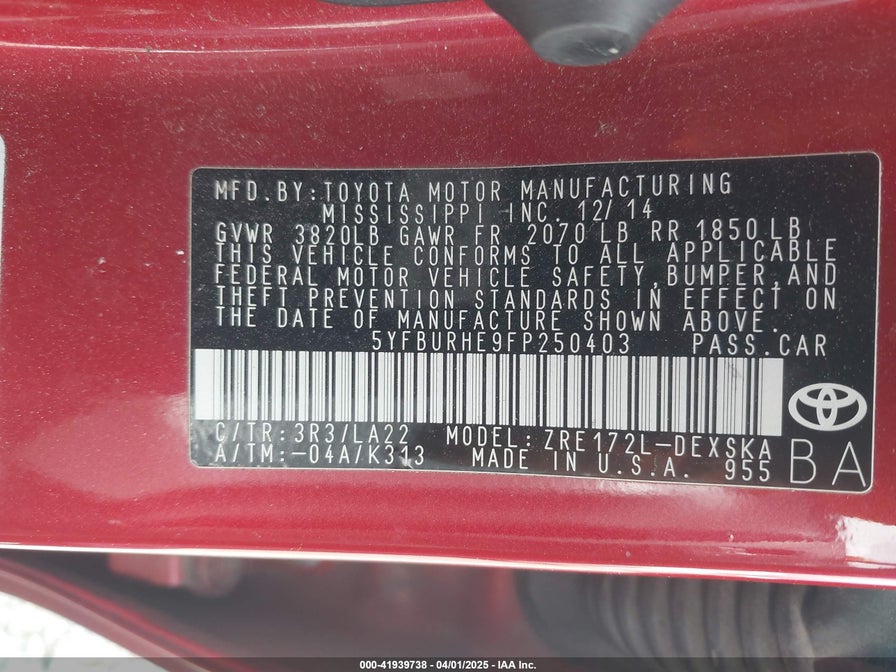 MFD.BY:TOYOTA MOTOR MANUFACTURING
MISSISSIPPI INC. 12/14
GVWR 3820LB GAWR FR 2070 LB RR 1850 LB
THIS VEHICLE CONFORMS TO ALL APPLICABLE
FEDERAL MOTOR VEHICLE SAFETY,BUMPER,AND
THEFT PREVENTION STANDARDS IN EFFECT ON
THE DATE OF MANUFACTURE SHOWN ABOVE.
5YFBURHE9FP250403 PASS.CAR
C/TR:3R3/LA22 MODEL:ZRE172L-DEXSKA
A/TM:-04A/K313 MADE IN U.S.A. 955
BA
000-41939738 - 04/01/2025 - IAA Inc.